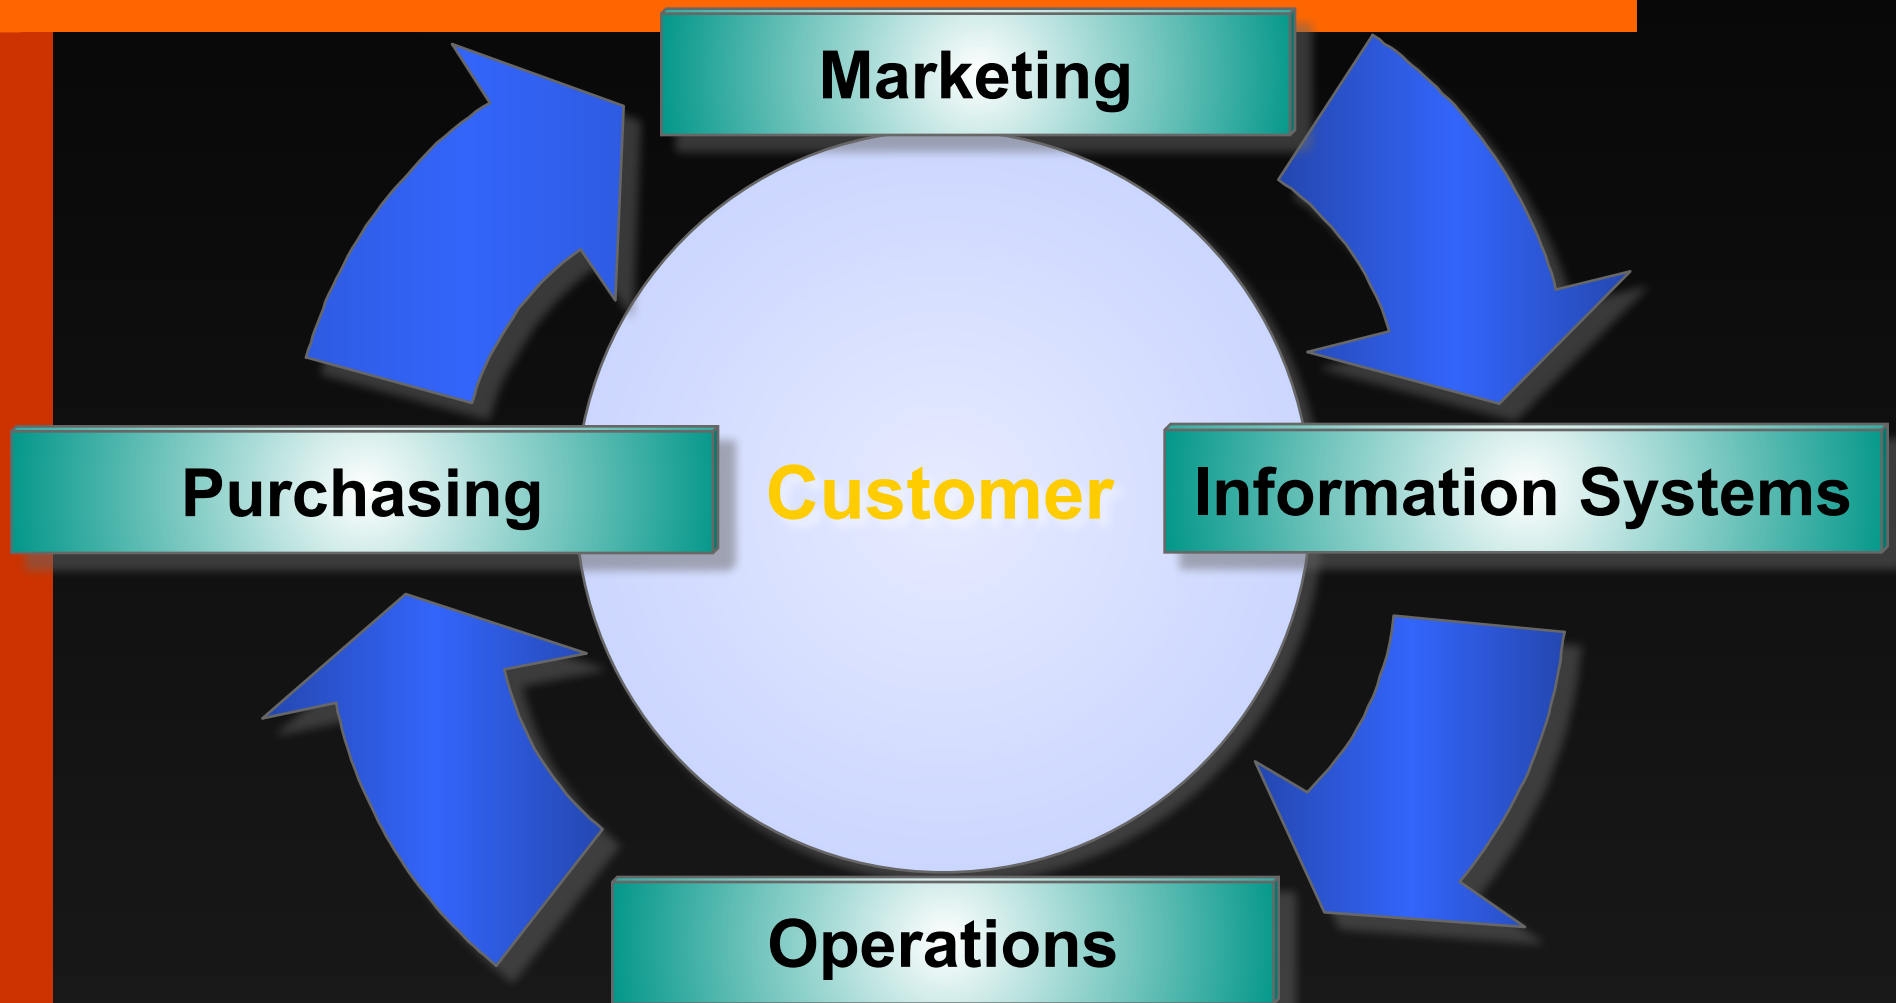 Marketing
Purchasing
Customer
Information Systems
Operations